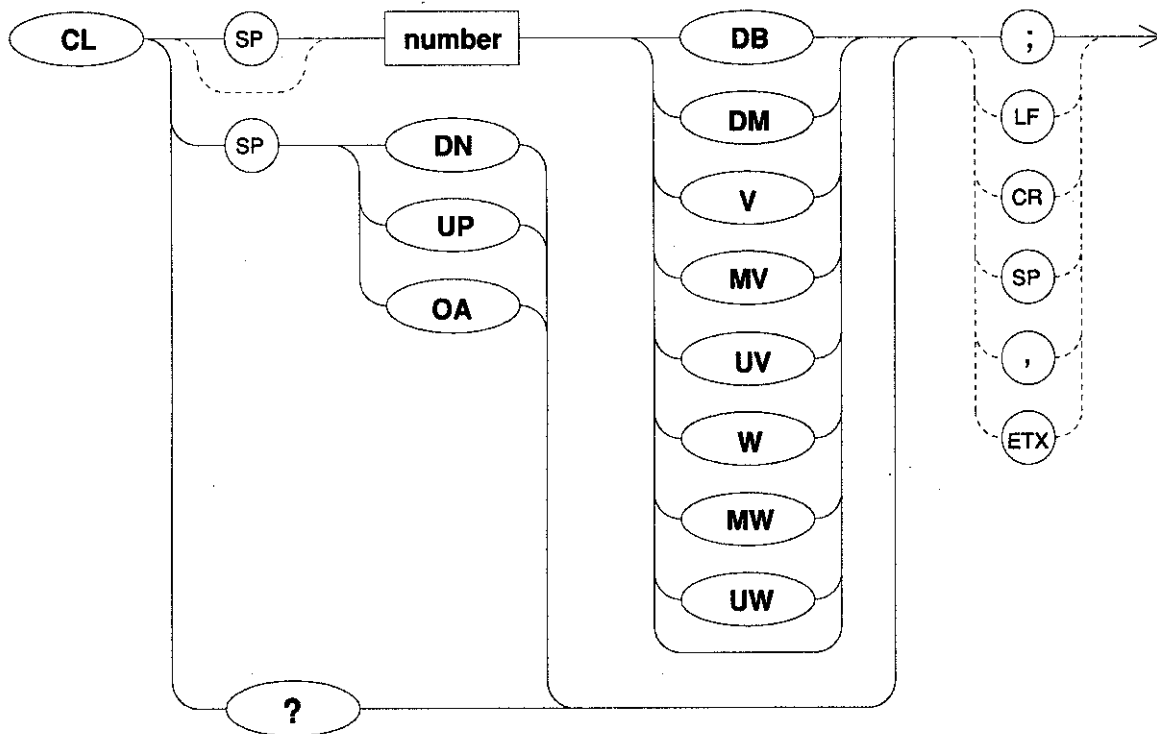 CL SP number DB ;
DM LF
SP DN
V CR
UP
MV SP
OA
UV ,
W ETX
MW
UW
?